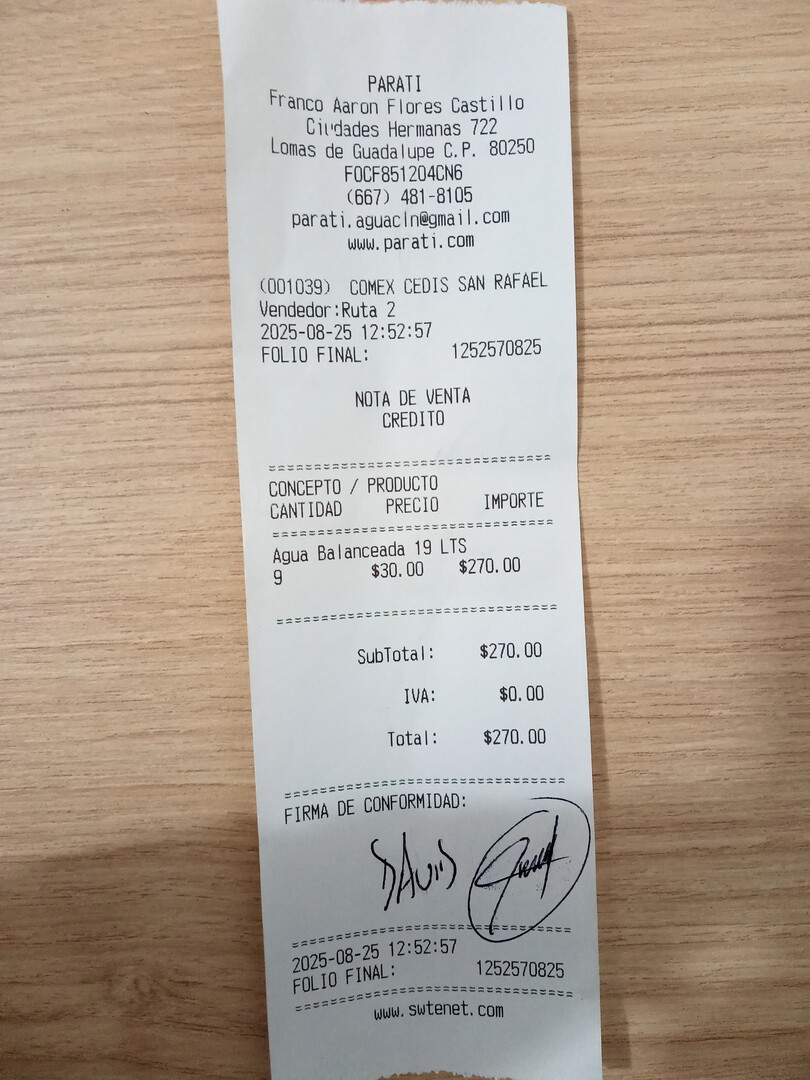 PARATI
Franco Aaron Flores Castillo
Ciudades Hermanas 722
Lomas de Guadalupe C.P. 80250
FOCF851204CN6
(667) 481-8105
parati.aguacln@gmail.com
www.parati.com
(001039) COMEX CEDIS SAN RAFAEL
Vendedor:Ruta 2
2025-08-25 12:52:57
FOLIO FINAL: 1252570825
NOTA DE VENTA
CREDITO
CONCEPTO / PRODUCTO
CANTIDAD PRECIO IMPORTE
Agua Balanceada 19 LTS
9 $30.00 $270.00
SubTotal: $270.00
IVA: $0.00
Total: $270.00
FIRMA DE CONFORMIDAD:
DAVID
2025-08-25 12:52:57
FOLIO FINAL: 1252570825
www.swtenet.com